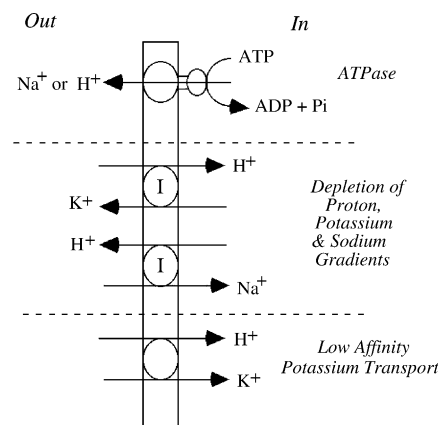 Out
In
ATP
Na+ or H+
ATPase
ADP + Pi
H+
I
K+
Depletion of
Proton,
Potassium
& Sodium
Gradients
H+
I
Na+
H+
Low Affinity
Potassium Transport
K+